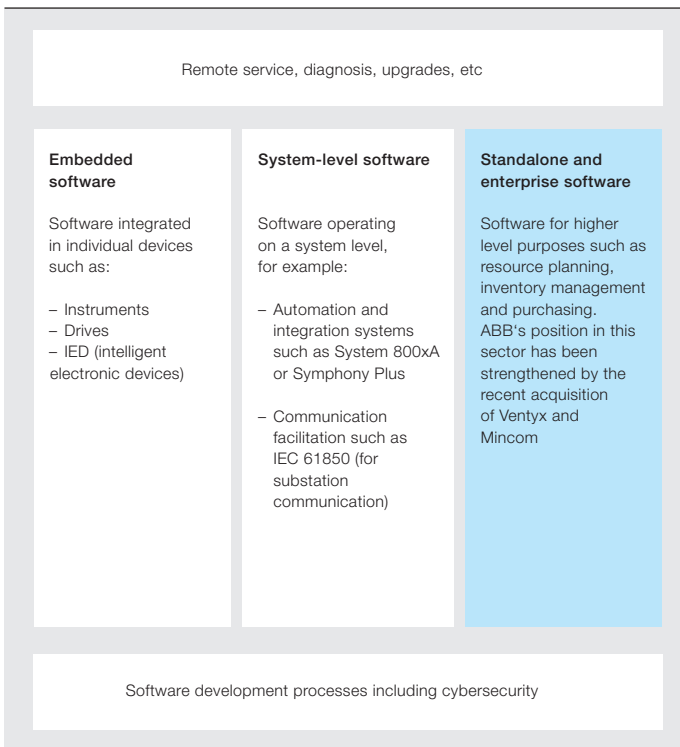 Remote service, diagnosis, upgrades, etc
Embedded
software
Software integrated
in individual devices
such as:
– Instruments
– Drives
– IED (intelligent
electronic devices)
System-level software
Software operating
on a system level,
for example:
– Automation and
integration systems
such as System 800xA
or Symphony Plus
– Communication
facilitation such as
IEC 61850 (for
substation
communication)
Standalone and
enterprise software
Software for higher
level purposes such as
resource planning,
inventory management
and purchasing.
ABB‘s position in this
sector has been
strengthened by the
recent acquisition
of Ventyx and
Mincom
Software development processes including cybersecurity